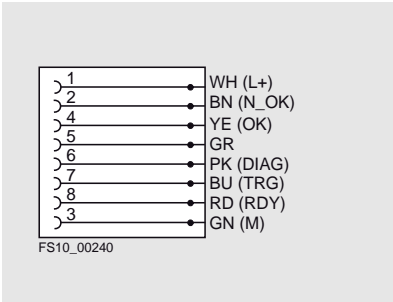 1 WH (L+)
2 BN (N_OK)
4 YE (OK)
5 GR
6 PK (DIAG)
7 BU (TRG)
8 RD (RDY)
3 GN (M)
FS10_00240